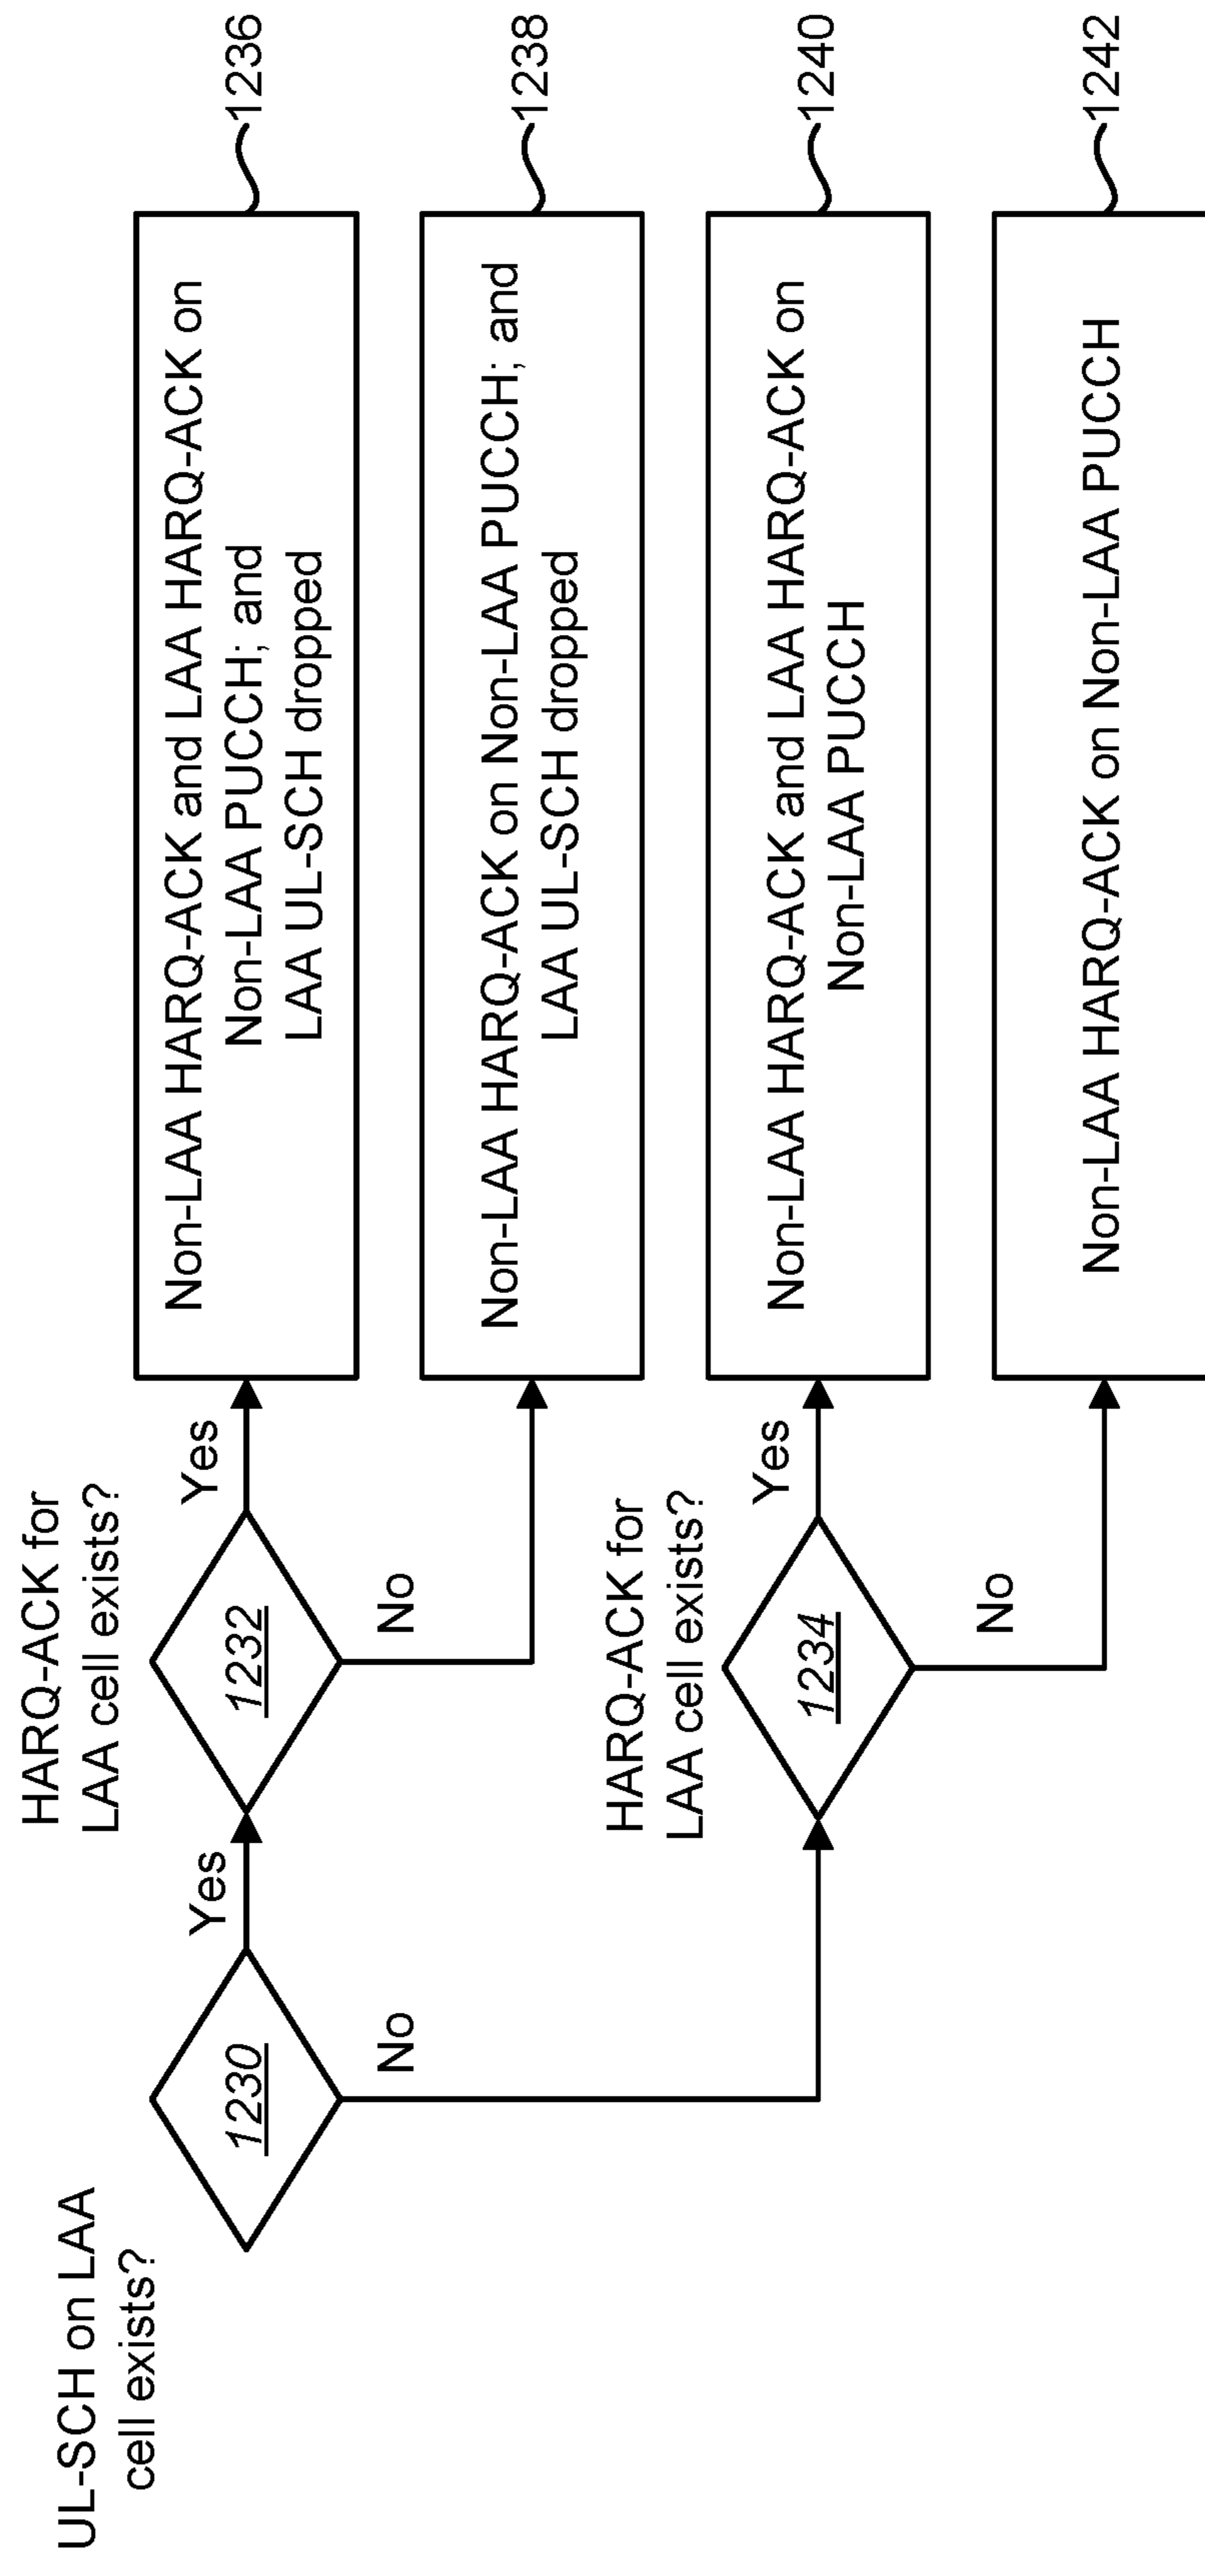 UL-SCH on LAA
cell exists?
1230
Yes
No
HARQ-ACK for
LAA cell exists?
1232
Yes
No
Non-LAA HARQ-ACK and LAA HARQ-ACK on
Non-LAA PUCCH; and
LAA UL-SCH dropped
1236
Non-LAA HARQ-ACK on Non-LAA PUCCH; and
LAA UL-SCH dropped
1238
HARQ-ACK for
LAA cell exists?
1234
Yes
No
Non-LAA HARQ-ACK and LAA HARQ-ACK on
Non-LAA PUCCH
1240
Non-LAA HARQ-ACK on Non-LAA PUCCH
1242